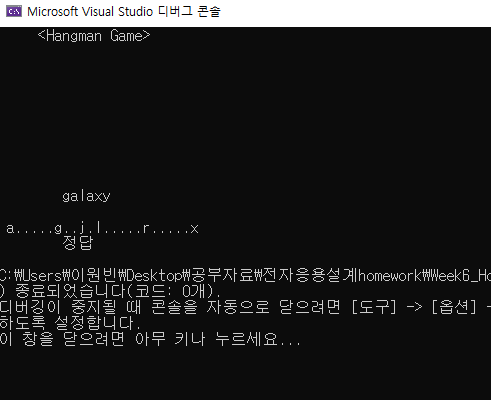 Microsoft Visual Studio 디버그 콘솔
<Hangman Game>
galaxy
a.....g..j.l.....r.....x
정답
C:₩Users₩이원빈₩Desktop₩공부자료₩전자응용설계homework₩Week6_Ho
) 종료되었습니다(코드: 0개).
디버깅이 중지될 때 콘솔을 자동으로 닫으려면 [도구] -> [옵션] -
하도록 설정합니다.
이 창을 닫으려면 아무 키나 누르세요...